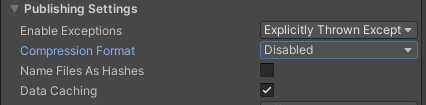 Publishing Settings
Enable Exceptions Explicitly Thrown Except
Compression Format Disabled
Name Files As Hashes
Data Caching